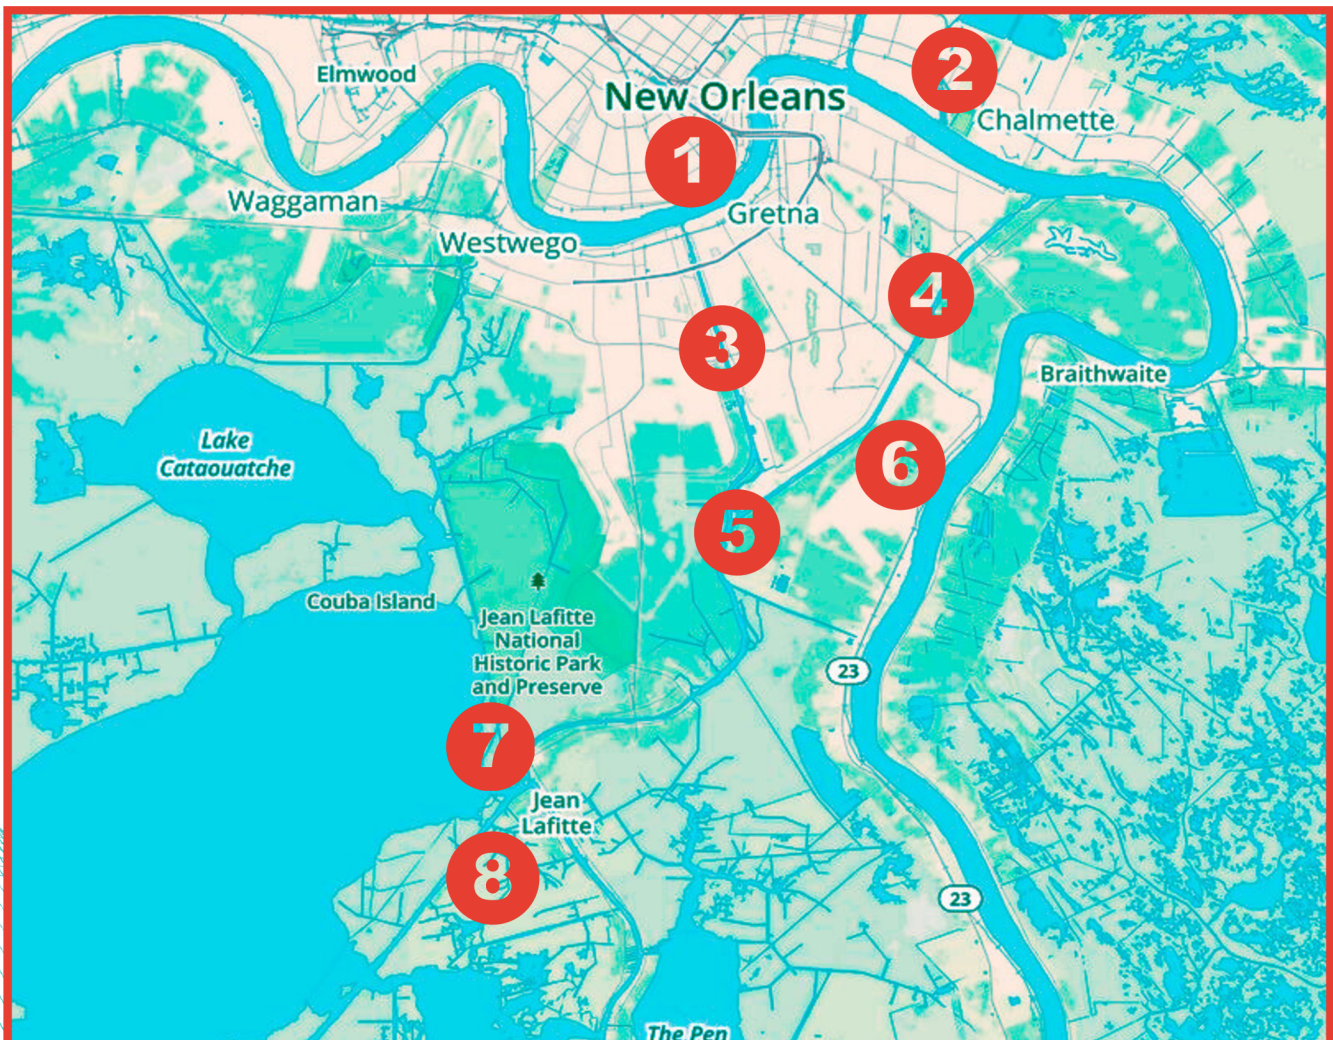 Elmwood
2
New Orleans
Chalmette
1
Waggaman
Gretna
Westwego
4
3
Braithwaite
Lake
Cataouatche
6
5
Couba Island
Jean Lafitte
National
Historic Park
and Preserve
23
7
Jean
Lafitte
8
23
The Pen